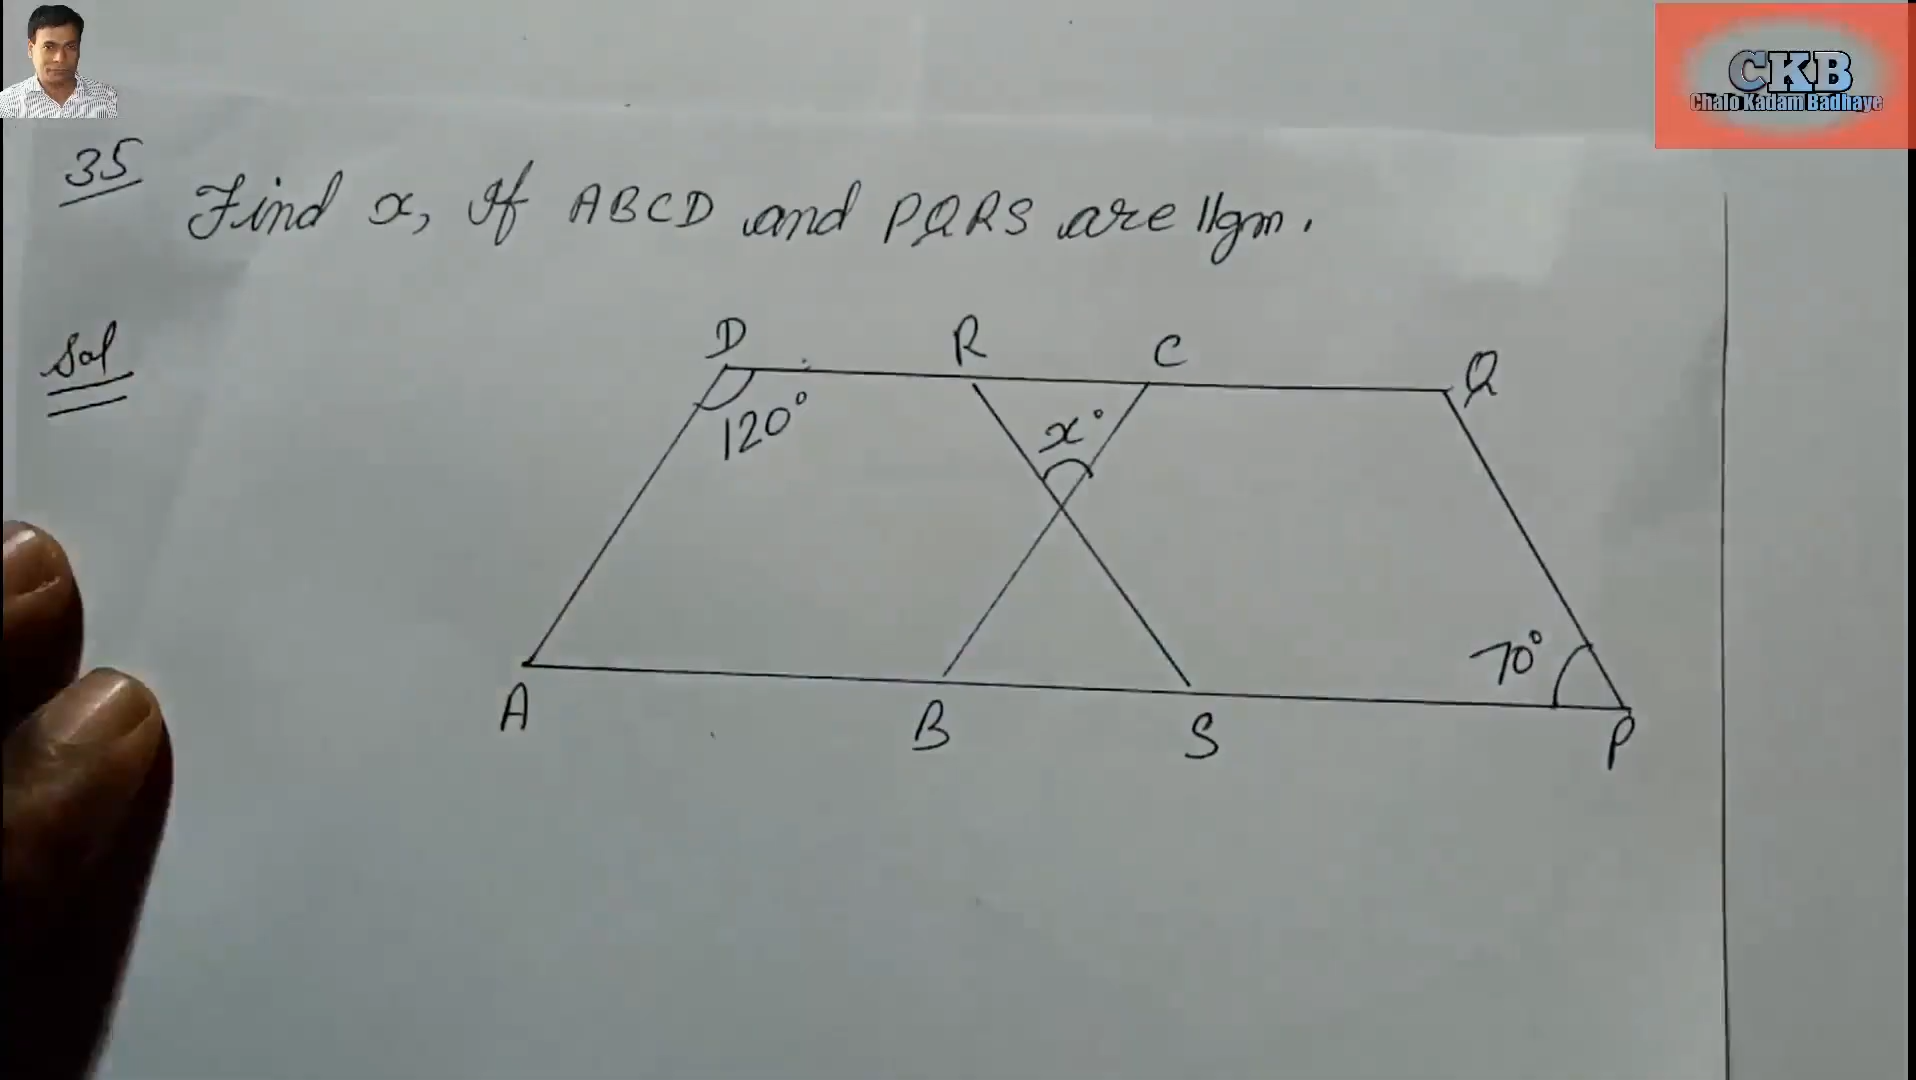 CKB
Chalo Kadam Badhaye
35
Find x, If ABCD and PQRS are ||gm.
Sol
D R C Q
120°
x°
70°
A B S P